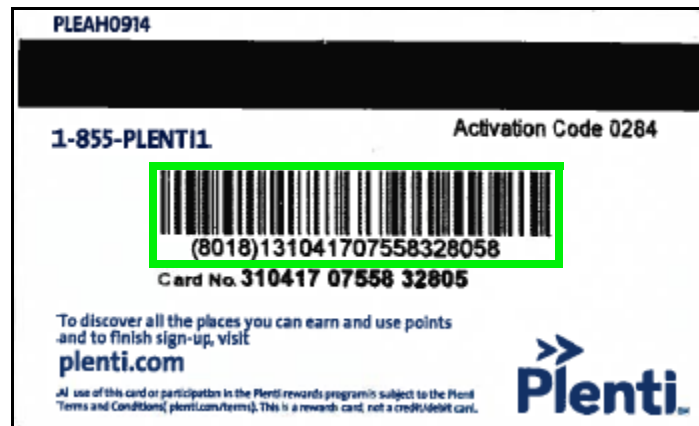 PLEAH0914
1-855-PLENTI1
Activation Code 0284
(8018)131041707558328058
Card No. 310417 07558 32805
To discover all the places you can earn and use points
and to finish sign-up, visit
plenti.com
All use of this card or participation in the Plenti rewards program is subject to the Plenti
Terms and Conditions( plenti.com/terms). This is a rewards card, not a credit/debit card.
Plenti